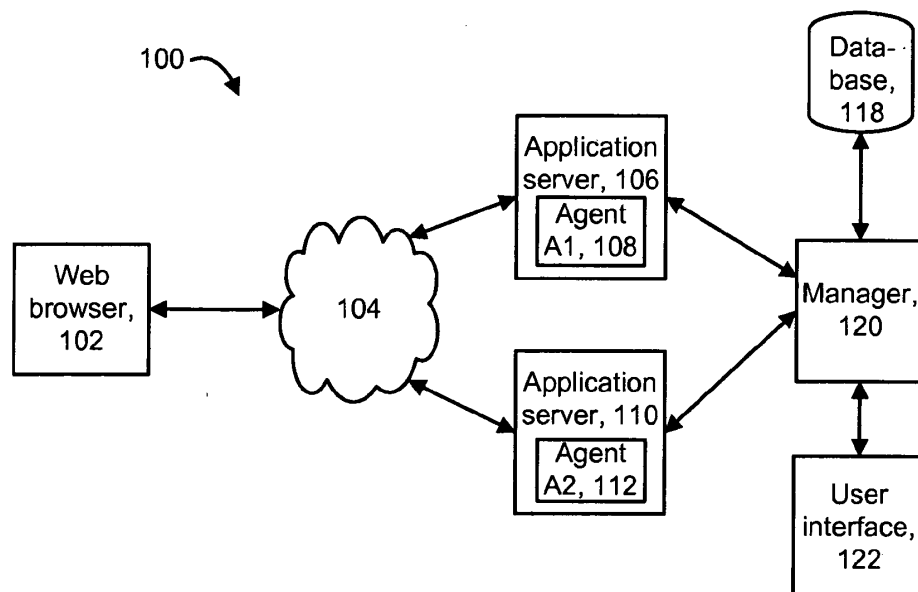 100
Data-
base,
118
Application
server, 106
Agent
A1, 108
Web
browser,
102
104
Manager,
120
Application
server, 110
Agent
A2, 112
User
interface,
122